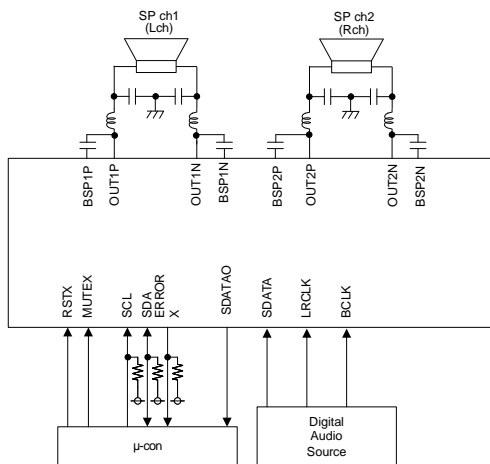 SP ch1
(Lch)
SP ch2
(Rch)
BSP1P
OUT1P
OUT1N
BSP1N
BSP2P
OUT2P
OUT2N
BSP2N
RSTX
MUTEX
SCL
SDA
ERROR
X
SDATAO
SDATA
LRCLK
BCLK
μ-con
Digital
Audio
Source